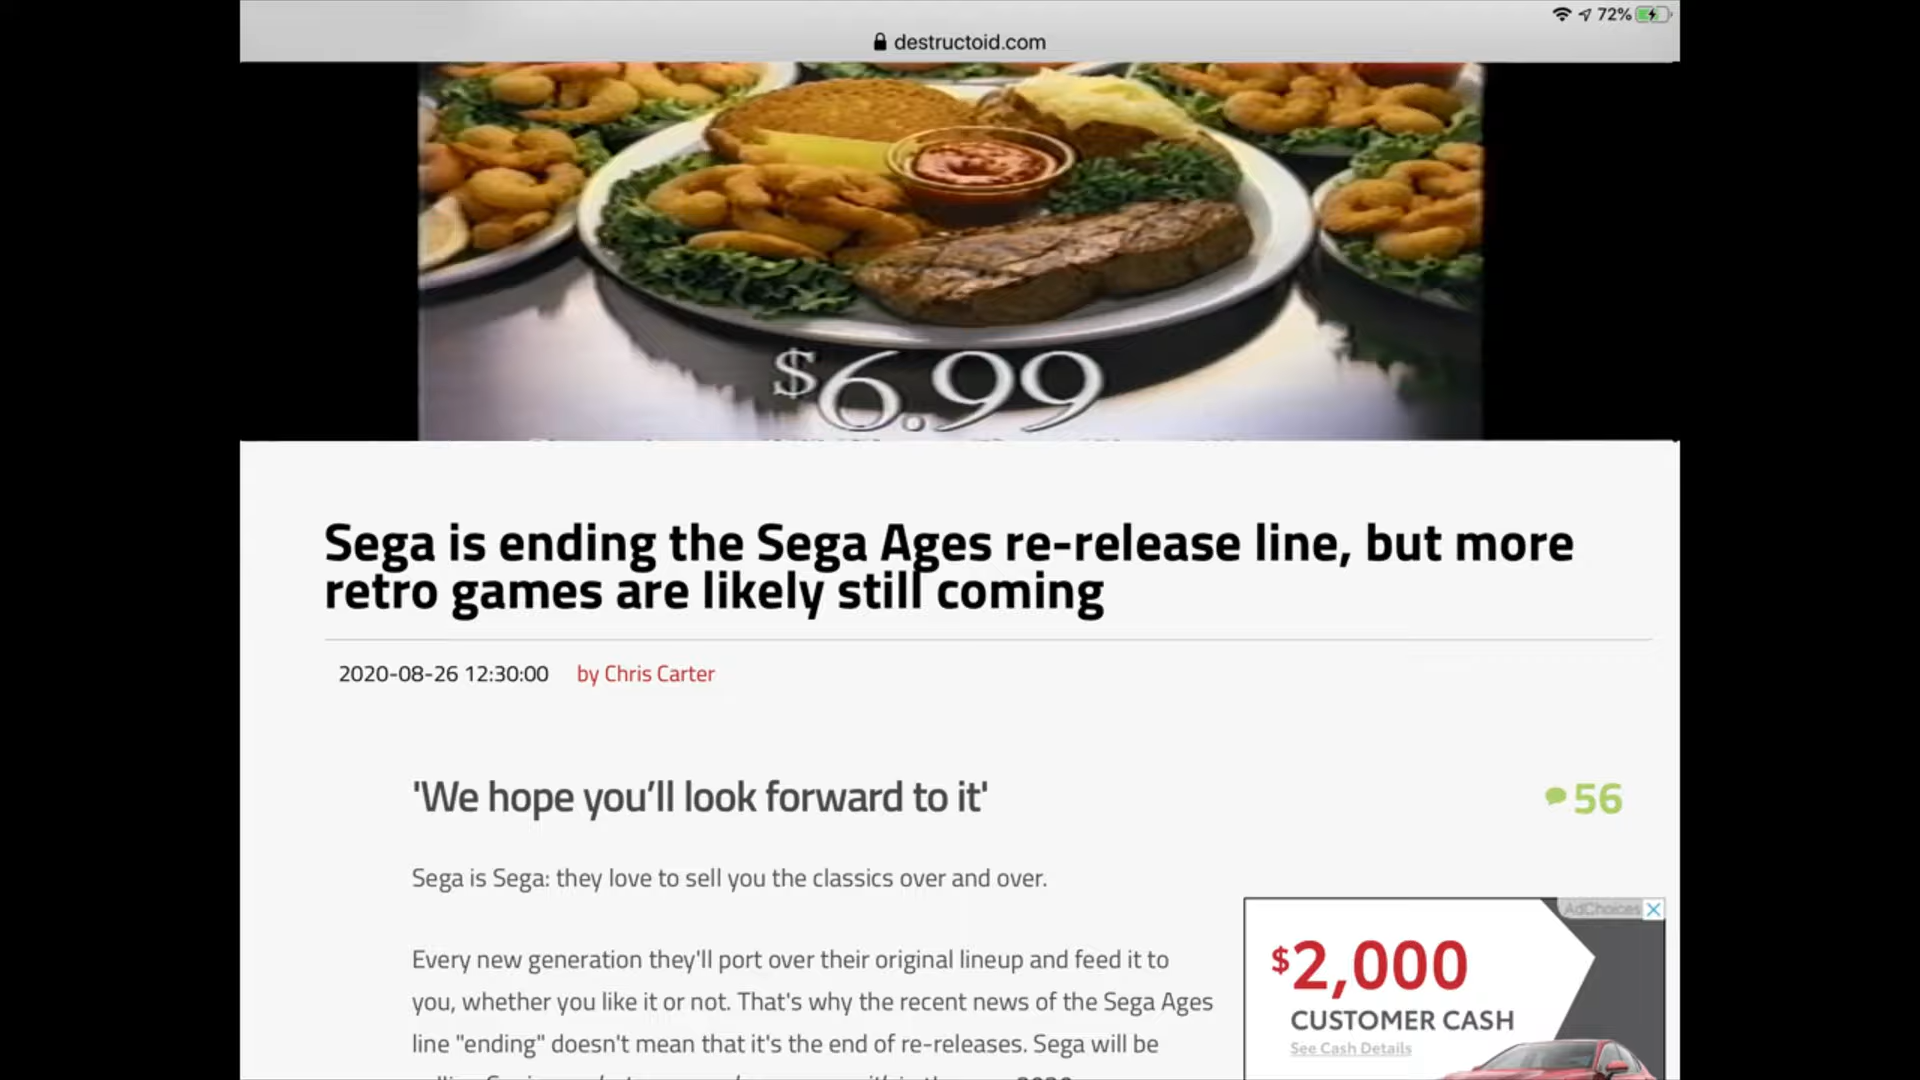 72%
destructoid.com
$6.99
Sega is ending the Sega Ages re-release line, but more
retro games are likely still coming
2020-08-26 12:30:00 by Chris Carter
'We hope you’ll look forward to it'
56
Sega is Sega: they love to sell you the classics over and over.
AdChoices
Every new generation they'll port over their original lineup and feed it to
you, whether you like it or not. That's why the recent news of the Sega Ages
line "ending" doesn't mean that it's the end of re-releases. Sega will be
$2,000
CUSTOMER CASH
See Cash Details